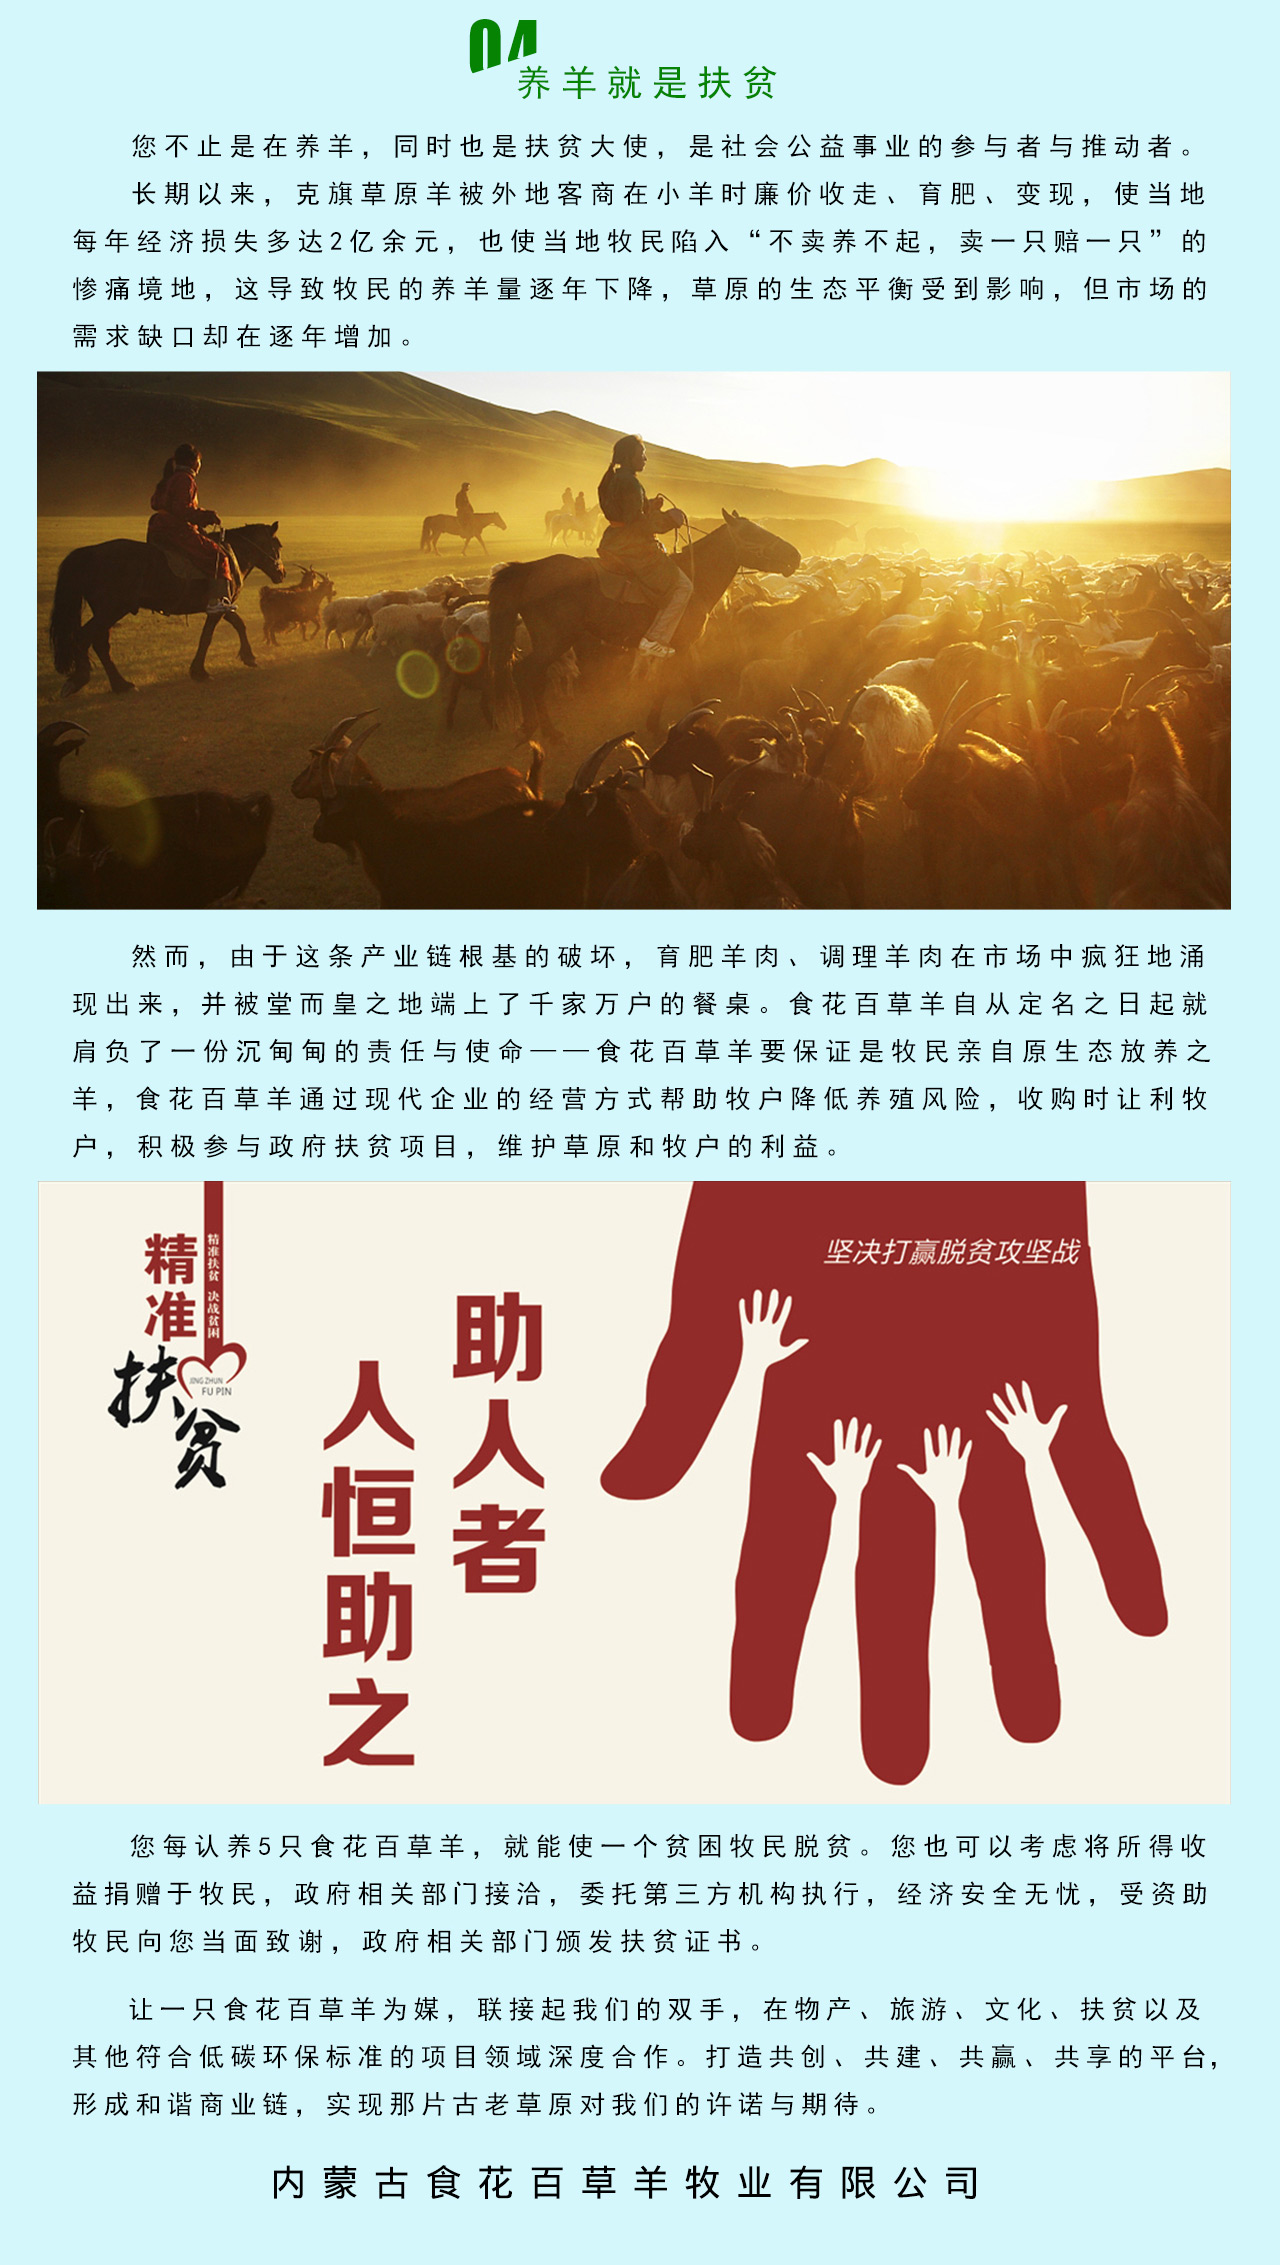 04
养羊就是扶贫
您不止是在养羊，同时也是扶贫大使，是社会公益事业的参与者与推动者。
长期以来，克旗草原羊被外地客商在小羊时廉价收走、育肥、变现，使当地
每年经济损失多达2亿余元，也使当地牧民陷入“不卖养不起，卖一只赔一只”的
惨痛境地，这导致牧民的养羊量逐年下降，草原的生态平衡受到影响，但市场的
需求缺口却在逐年增加。
然而，由于这条产业链根基的破坏，育肥羊肉、调理羊肉在市场中疯狂地涌
现出来，并被堂而皇之地端上了千家万户的餐桌。食花百草羊自从定名之日起就
肩负了一份沉甸甸的责任与使命——食花百草羊要保证是牧民亲自原生态放养之
羊，食花百草羊通过现代企业的经营方式帮助牧户降低养殖风险，收购时让利牧
户，积极参与政府扶贫项目，维护草原和牧户的利益。
精准
扶贫
精准扶贫 决战贫困
JING ZHUN
FU PIN
助人者
人恒助之
坚决打赢脱贫攻坚战
您每认养5只食花百草羊，就能使一个贫困牧民脱贫。您也可以考虑将所得收
益捐赠于牧民，政府相关部门接洽，委托第三方机构执行，经济安全无忧，受资助
牧民向您当面致谢，政府相关部门颁发扶贫证书。
让一只食花百草羊为媒，联接起我们的双手，在物产、旅游、文化、扶贫以及
其他符合低碳环保标准的项目领域深度合作。打造共创、共建、共赢、共享的平台，
形成和谐商业链，实现那片古老草原对我们的许诺与期待。
内蒙古食花百草羊牧业有限公司